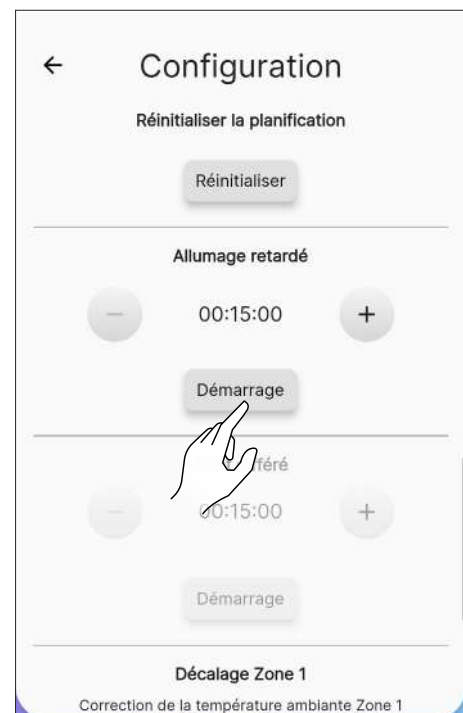 Configuration
Réinitialiser la planification
Réinitialiser
Allumage retardé
00:15:00
Démarrage
00:15:00
Démarrage
Décalage Zone 1
Correction de la température ambiante Zone 1